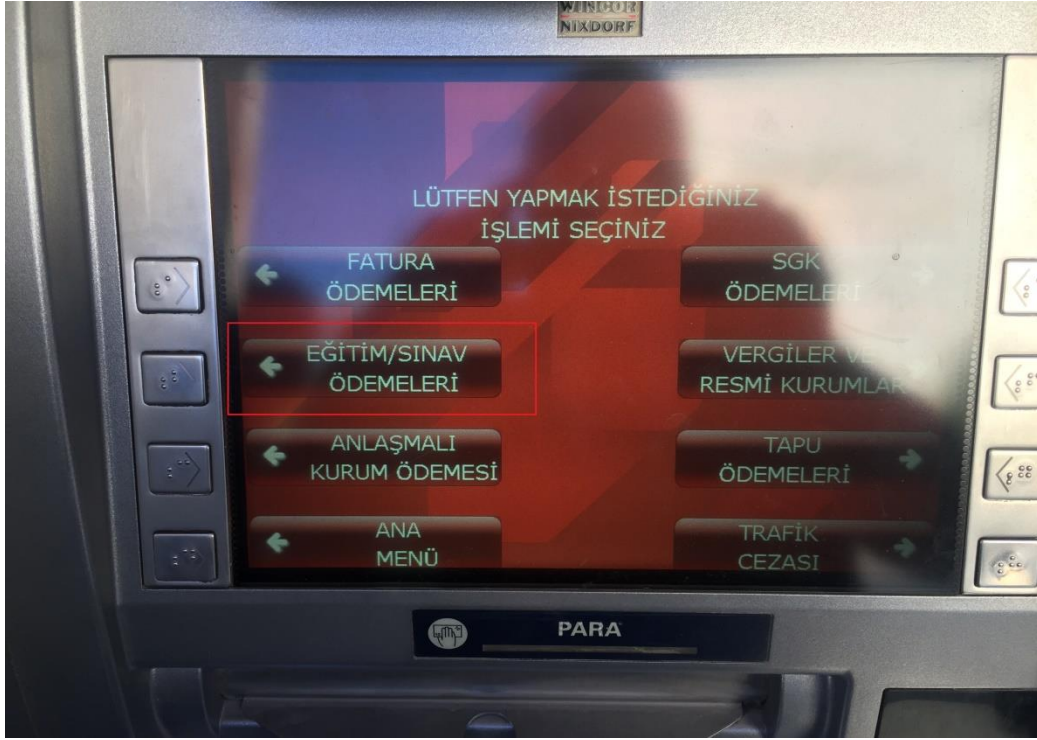 WINCOR
NIXDORF
LÜTFEN YAPMAK İSTEDİĞİNİZ
İŞLEMİ SEÇİNİZ
FATURA
ÖDEMELERİ
SGK
ÖDEMELERİ
EĞİTİM/SINAV
ÖDEMELERİ
VERGİLER VE
RESMİ KURUMLAR
ANLAŞMALI
KURUM ÖDEMESİ
TAPU
ÖDEMELERİ
ANA
MENÜ
TRAFİK
CEZASI
PARA